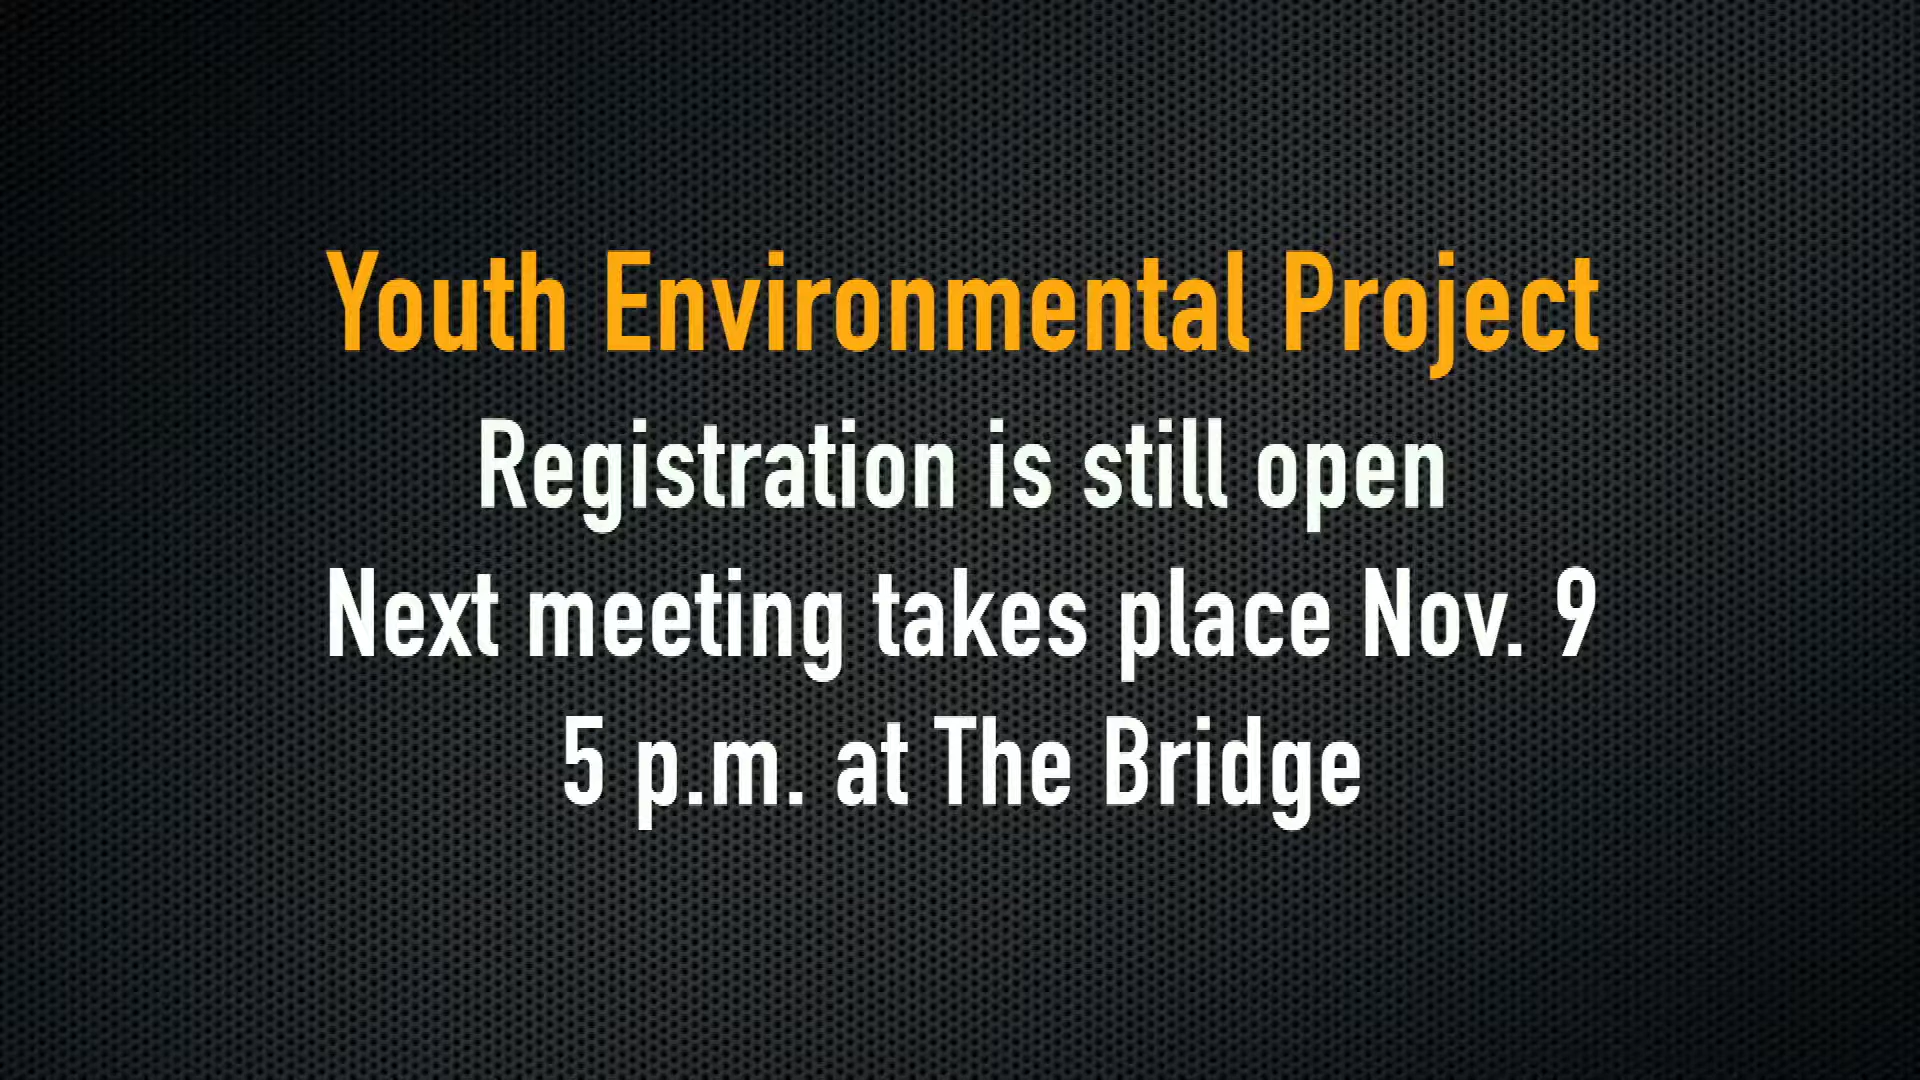 Youth Environmental Project
Registration is still open
Next meeting takes place Nov. 9
5 p.m. at The Bridge